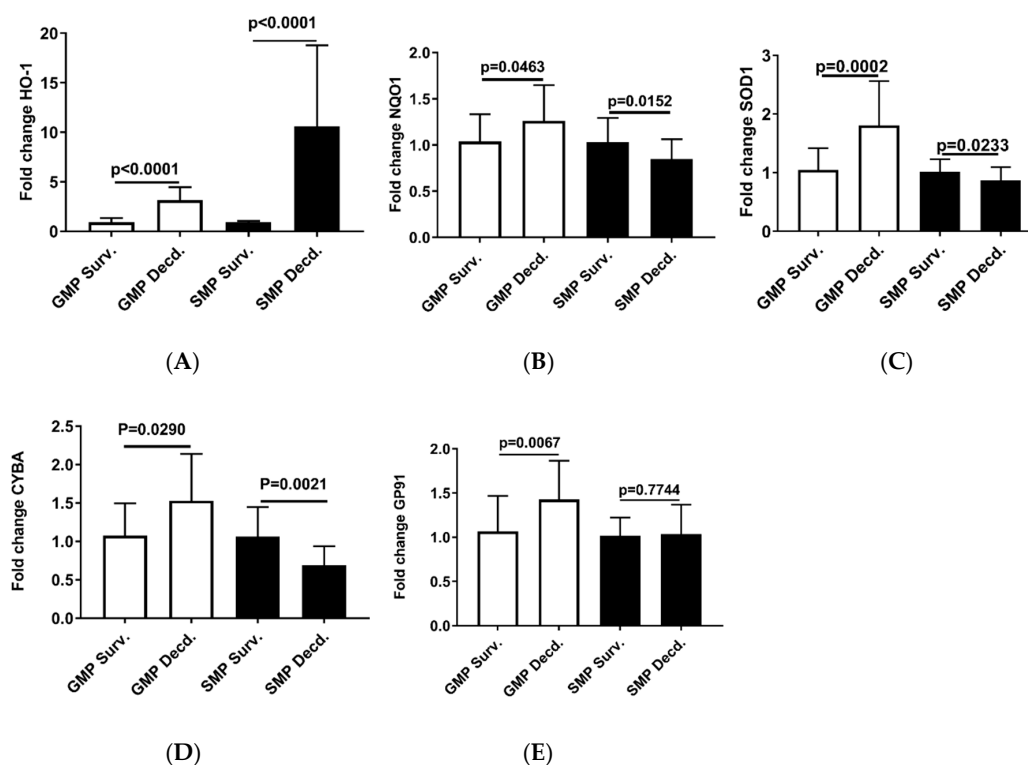 Fold change HO-1
20
15
10
5
0
p<0.0001
p<0.0001
GMP Surv.
GMP Decd.
SMP Surv.
SMP Decd.
(A)
Fold change NQO1
2.0
1.5
1.0
0.5
0.0
p=0.0463
p=0.0152
GMP Surv.
GMP Decd.
SMP Surv.
SMP Decd.
(B)
Fold change SOD1
3
2
1
0
p=0.0002
p=0.0233
GMP Surv.
GMP Decd.
SMP Surv.
SMP Decd.
(C)
Fold change CYBA
2.5
2.0
1.5
1.0
0.5
0.0
P=0.0290
P=0.0021
GMP Surv.
GMP Decd.
SMP Surv.
SMP Decd.
(D)
Fold change GP91
2.0
1.5
1.0
0.5
0.0
p=0.0067
p=0.7744
GMP Surv.
GMP Decd.
SMP Surv.
SMP Decd.
(E)